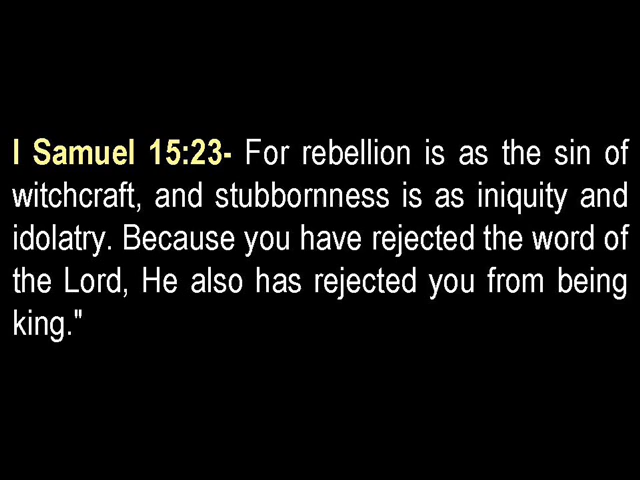 I Samuel 15:23- For rebellion is as the sin of
witchcraft, and stubbornness is as iniquity and
idolatry. Because you have rejected the word of
the Lord, He also has rejected you from being
king."